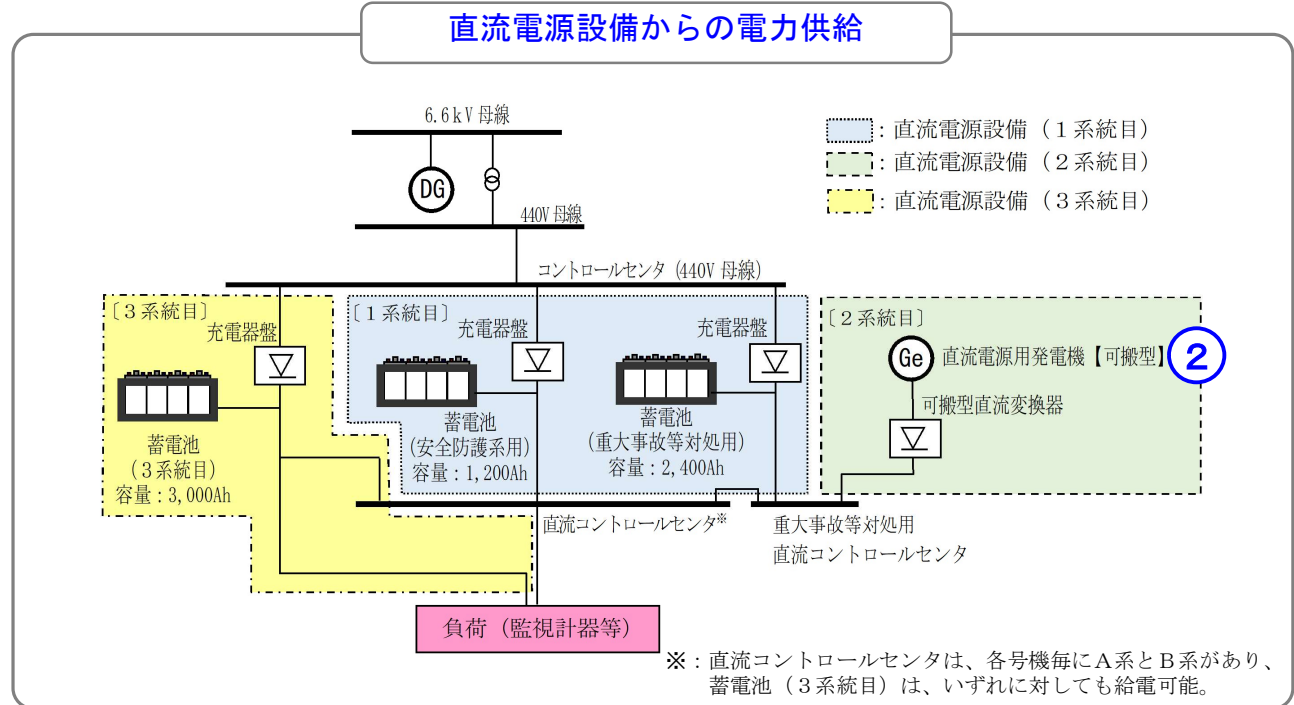 直流電源設備からの電力供給
6.6kV 母線
DG
440V 母線
コントロールセンタ (440V 母線)
：直流電源設備（１系統目）
：直流電源設備（２系統目）
：直流電源設備（３系統目）
〔３系統目〕
充電器盤
蓄電池
（３系統目）
容量：3,000Ah
〔１系統目〕
充電器盤
蓄電池
(安全防護系用)
容量：1,200Ah
充電器盤
蓄電池
(重大事故等対処用)
容量：2,400Ah
〔２系統目〕
Ge
直流電源用発電機【可搬型】
②
可搬型直流変換器
直流コントロールセンタ※
重大事故等対処用
直流コントロールセンタ
負荷（監視計器等）
※：直流コントロールセンタは、各号機毎にＡ系とＢ系があり、
蓄電池（３系統目）は、いずれに対しても給電可能。